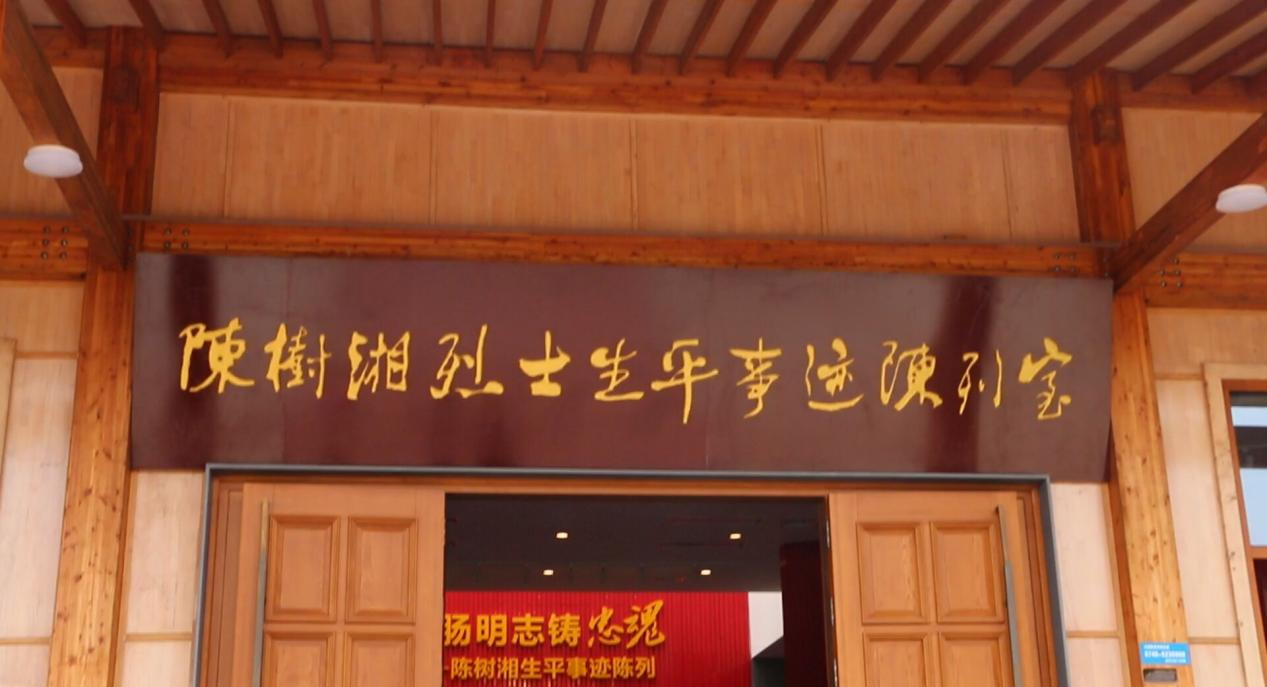 陳樹湘烈士生平事迹陳列室
扬明志铸忠魂
陈树湘生平事迹陈列